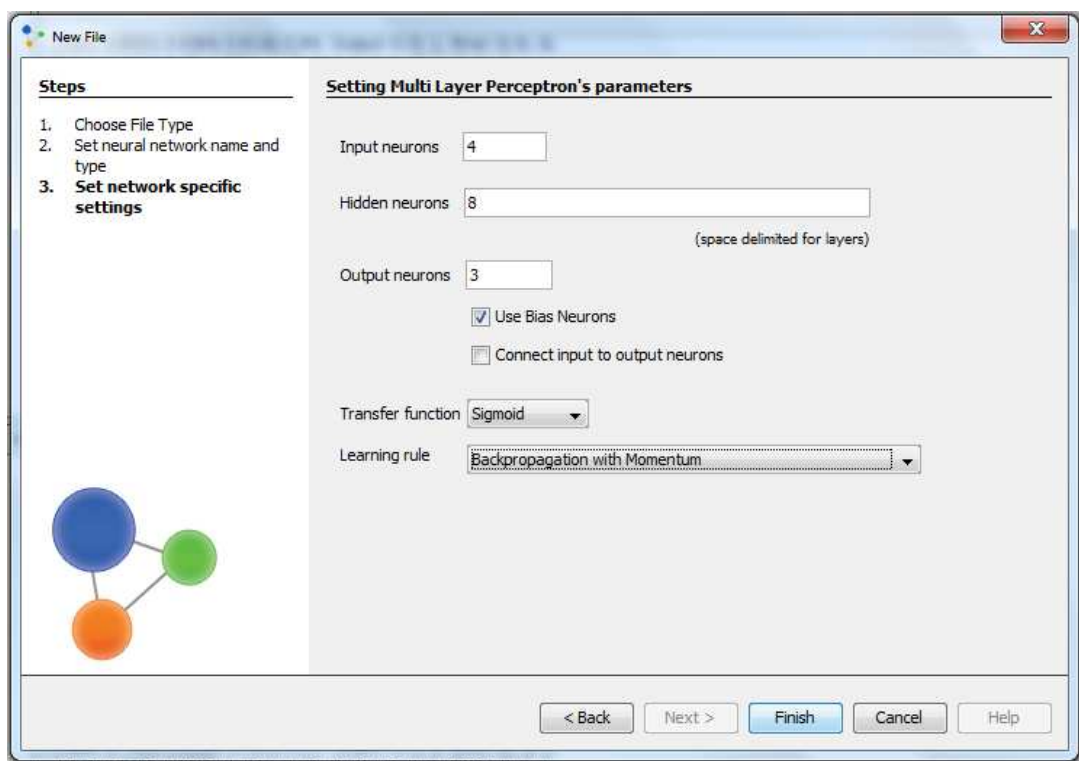 New File
Steps
1. Choose File Type
2. Set neural network name and
type
3. Set network specific
settings
Setting Multi Layer Perceptron's parameters
Input neurons 4
Hidden neurons 8
(space delimited for layers)
Output neurons 3
Use Bias Neurons
Connect input to output neurons
Transfer function Sigmoid
Learning rule Backpropagation with Momentum
< Back Next > Finish Cancel Help